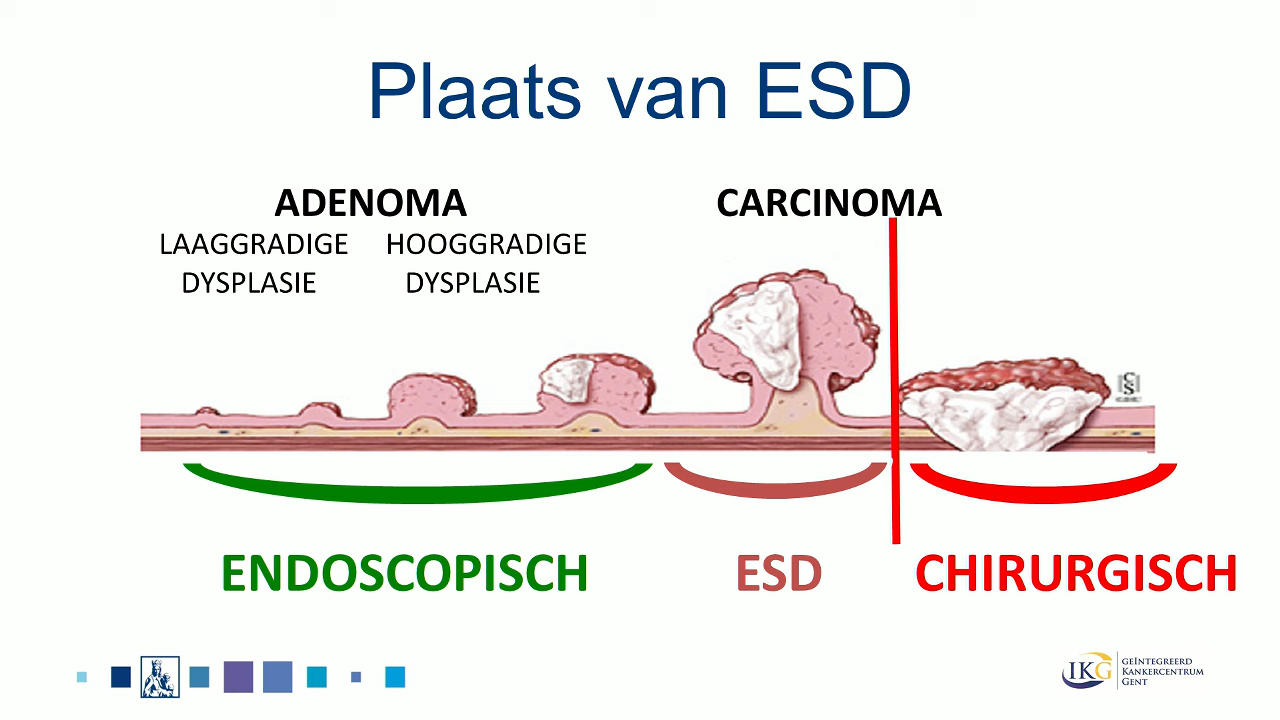 Plaats van ESD
ADENOMA
CARCINOMA
LAAGGRADIGE
DYSPLASIE
HOOGGRADIGE
DYSPLASIE
ENDOSCOPISCH
ESD
CHIRURGISCH
IKG
GEÏNTEGREERD
KANKERCENTRUM
GENT